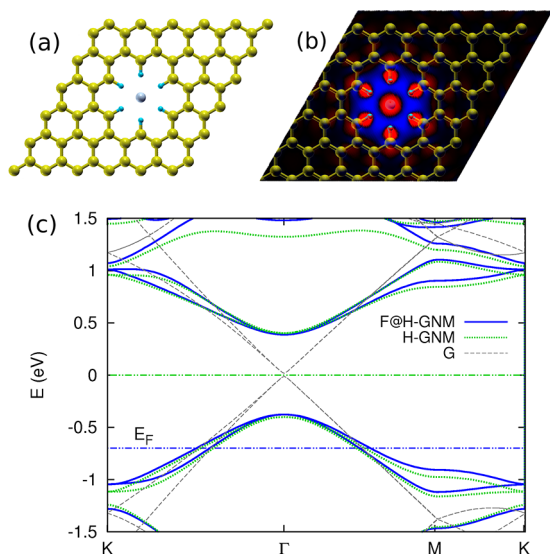 (a)
(b)
(c)
1.5
1
0.5
0
-0.5
-1
-1.5
E (eV)
F@H-GNM
H-GNM
G
E_F
K Γ M K